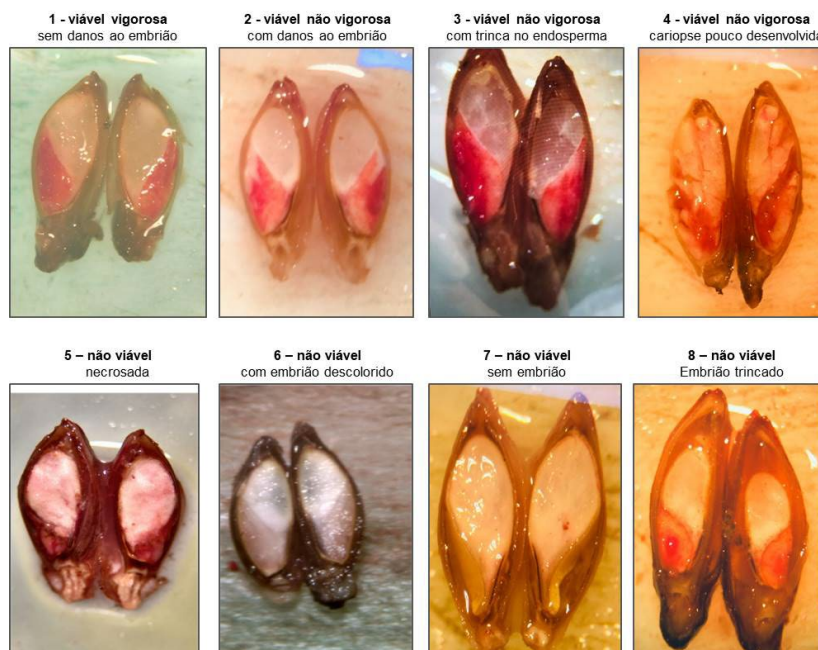 1 - viável vigorosa
sem danos ao embrião
2 - viável não vigorosa
com danos ao embrião
3 - viável não vigorosa
com trinca no endosperma
4 - viável não vigorosa
cariopse pouco desenvolvida
5 – não viável
necrosada
6 – não viável
com embrião descolorido
7 – não viável
sem embrião
8 – não viável
Embrião trincado